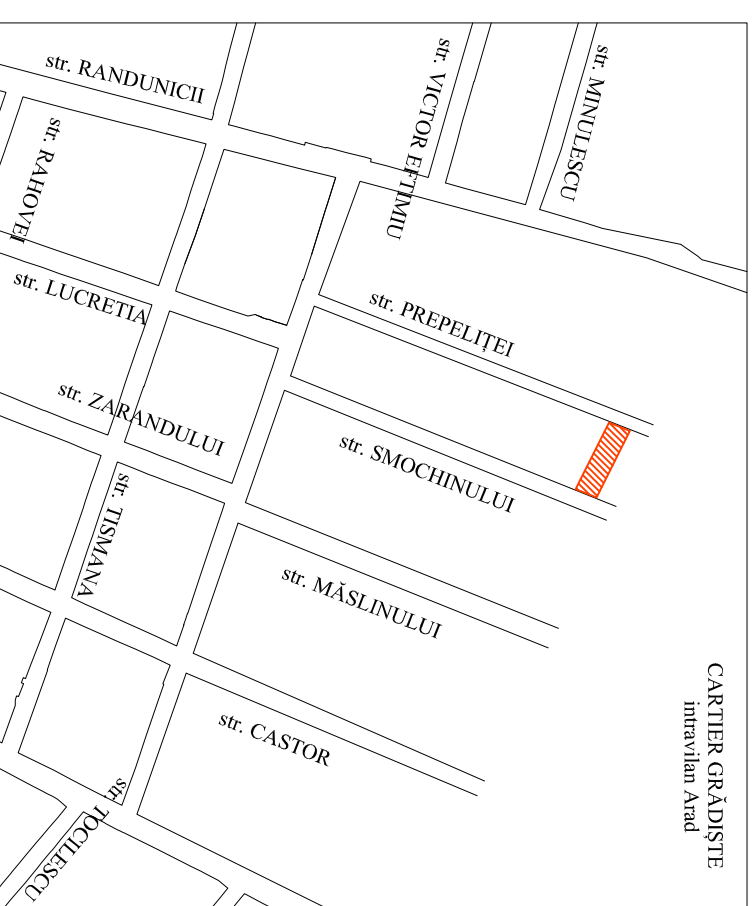 str. RANDUNICII
str. VICTOR EFTIMIU
str. MINULESCU
str. RAHOVEI
str. LUCRETIA
str. PREPELIȚEI
str. ZARANDULUI
str. SMOCHINULUI
str. TISMANA
str. MĂSLINULUI
str. CASTOR
CARTIER GRĂDIȘTE
intravilan Arad
str. TOCILESCU